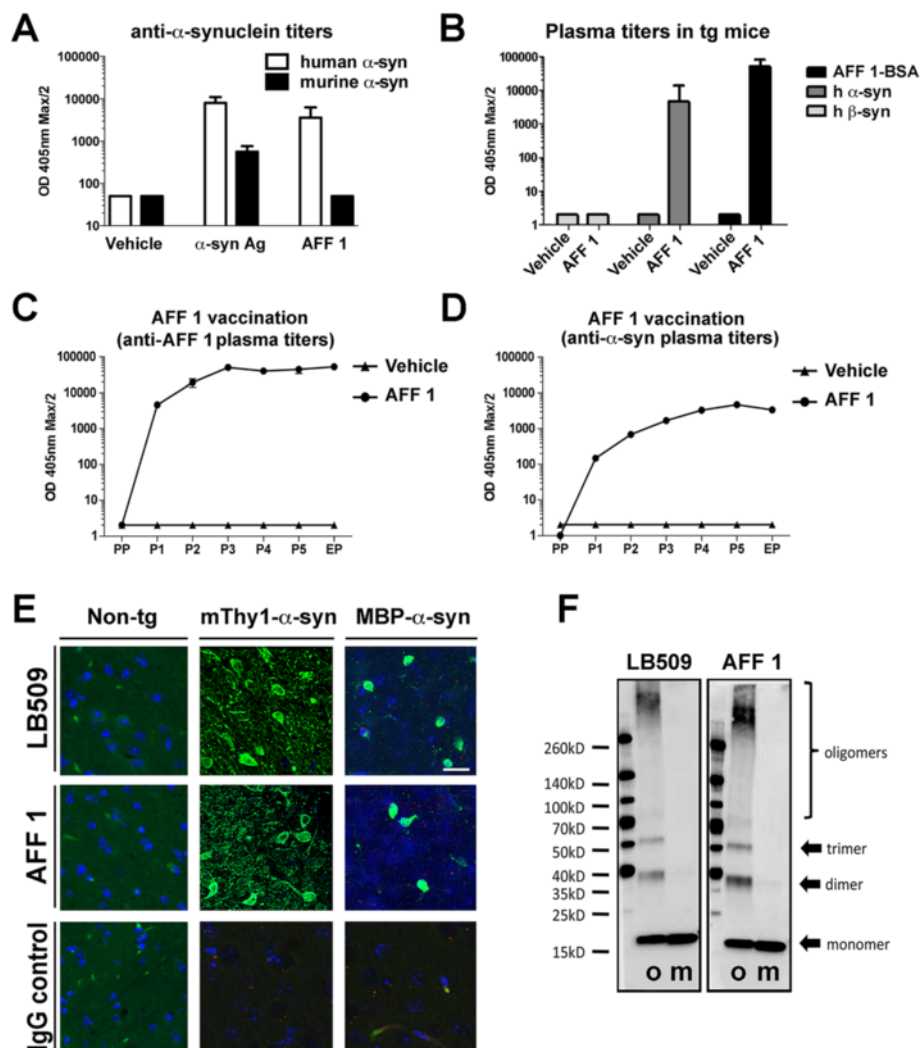 A
anti-α-synuclein titers
human α-syn
murine α-syn
OD 405nm Max/2
100000
10000
1000
100
10
Vehicle
α-syn Ag
AFF 1
B
Plasma titers in tg mice
AFF 1-BSA
h α-syn
h β-syn
OD 405nm Max/2
100000
10000
1000
100
10
1
Vehicle
AFF 1
Vehicle
AFF 1
Vehicle
AFF 1
C
AFF 1 vaccination
(anti-AFF 1 plasma titers)
Vehicle
AFF 1
OD 405nm Max/2
100000
10000
1000
100
10
1
PP P1 P2 P3 P4 P5 EP
D
AFF 1 vaccination
(anti-α-syn plasma titers)
Vehicle
AFF 1
OD 405nm Max/2
100000
10000
1000
100
10
1
PP P1 P2 P3 P4 P5 EP
E
Non-tg mThy1-α-syn MBP-α-syn
LB509
AFF 1
IgG control
F
LB509 AFF 1
260kD
140kD
100kD
70kD
50kD
40kD
35kD
25kD
15kD
oligomers
trimer
dimer
monomer
o m o m